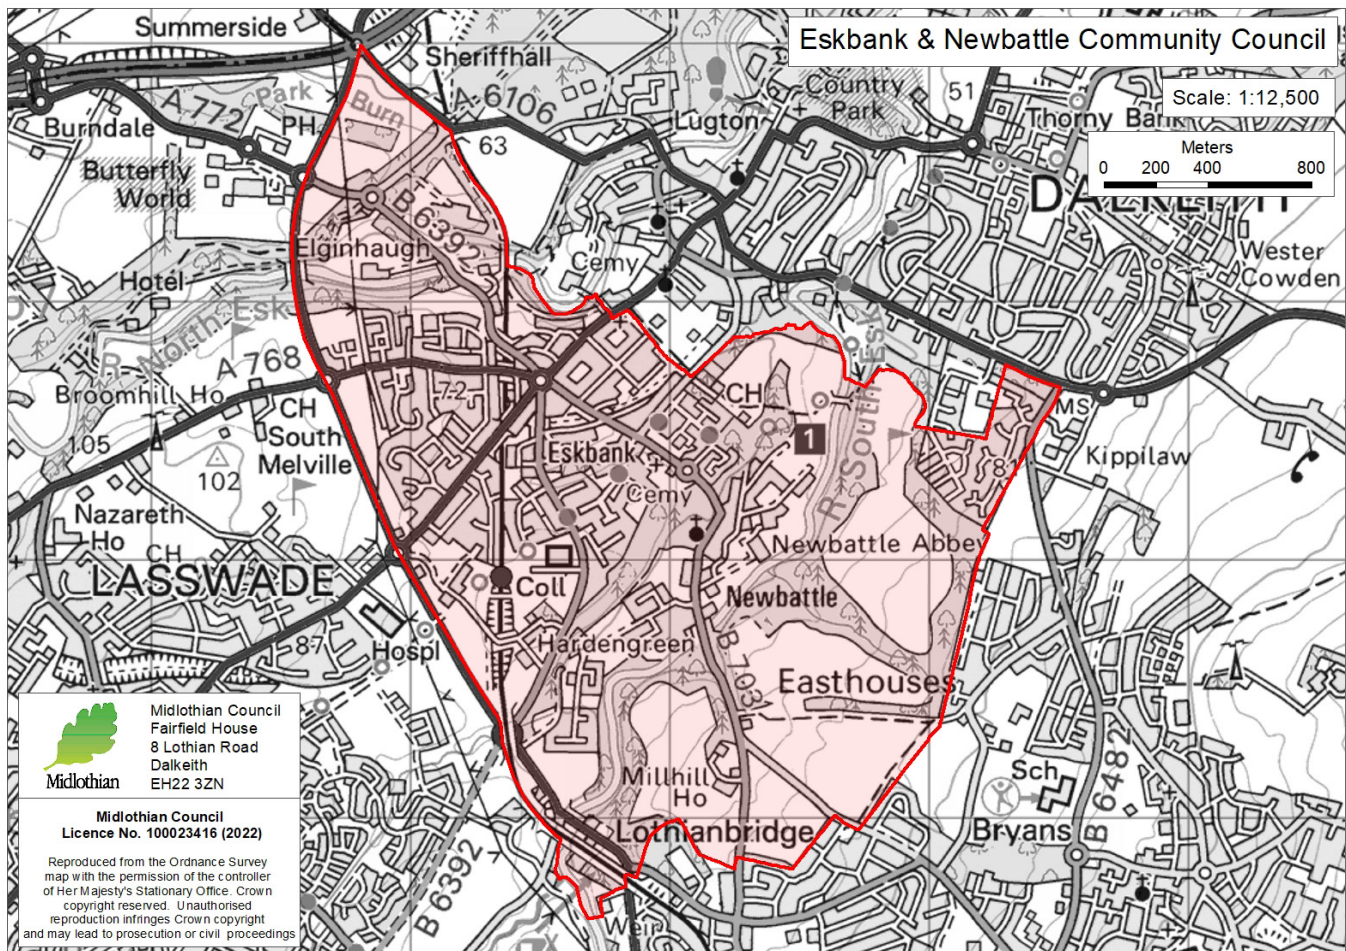 Eskbank & Newbattle Community Council
Summerside
Sheriffhall
Scale: 1:12,500
Meters
0 200 400 800
Park
Burn
A 772
A 6106
PH
Burndale
63
Lugton
Country
Park
51
Thorny Bank
DALKEITH
Butterfly
World
B 6392
Elginhaugh
Cemy
Wester
Cowden
Hotel
R North Esk
A 768
Broomhill Ho
CH
72
CH
1
R South Esk
MS
105
South
Melville
102
Eskbank
Cemy
81
Kippilaw
Nazareth
Ho
CH
LASSWADE
Newbattle Abbey
Coll
Newbattle
87
Hospl
Hardengreen
B 7031
Easthouses
Midlothian
Midlothian Council
Fairfield House
8 Lothian Road
Dalkeith
EH22 3ZN
Millhill
Ho
Sch
B 6482
Lothianbridge
Bryans
B 6392
Weir
Midlothian Council
Licence No. 100023416 (2022)
Reproduced from the Ordnance Survey
map with the permission of the controller
of Her Majesty's Stationary Office. Crown
copyright reserved. Unauthorised
reproduction infringes Crown copyright
and may lead to prosecution or civil proceedings